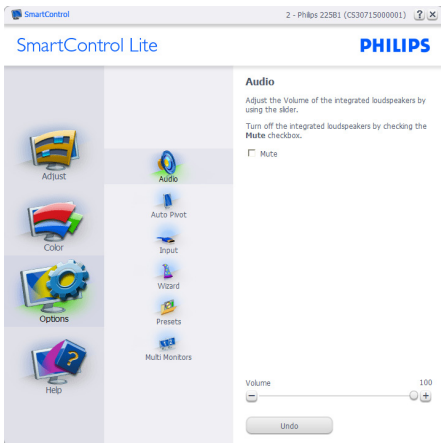 SmartControl
2 - Philips 225B1 (CS30715000001)
? X
SmartControl Lite
PHILIPS
Adjust
Color
Options
Help
Audio
Auto Pivot
Input
Wizard
Presets
Multi Monitors
Audio
Adjust the Volume of the integrated loudspeakers by
using the slider.
Turn off the integrated loudspeakers by checking the
Mute checkbox.
Mute
Volume 100
Undo